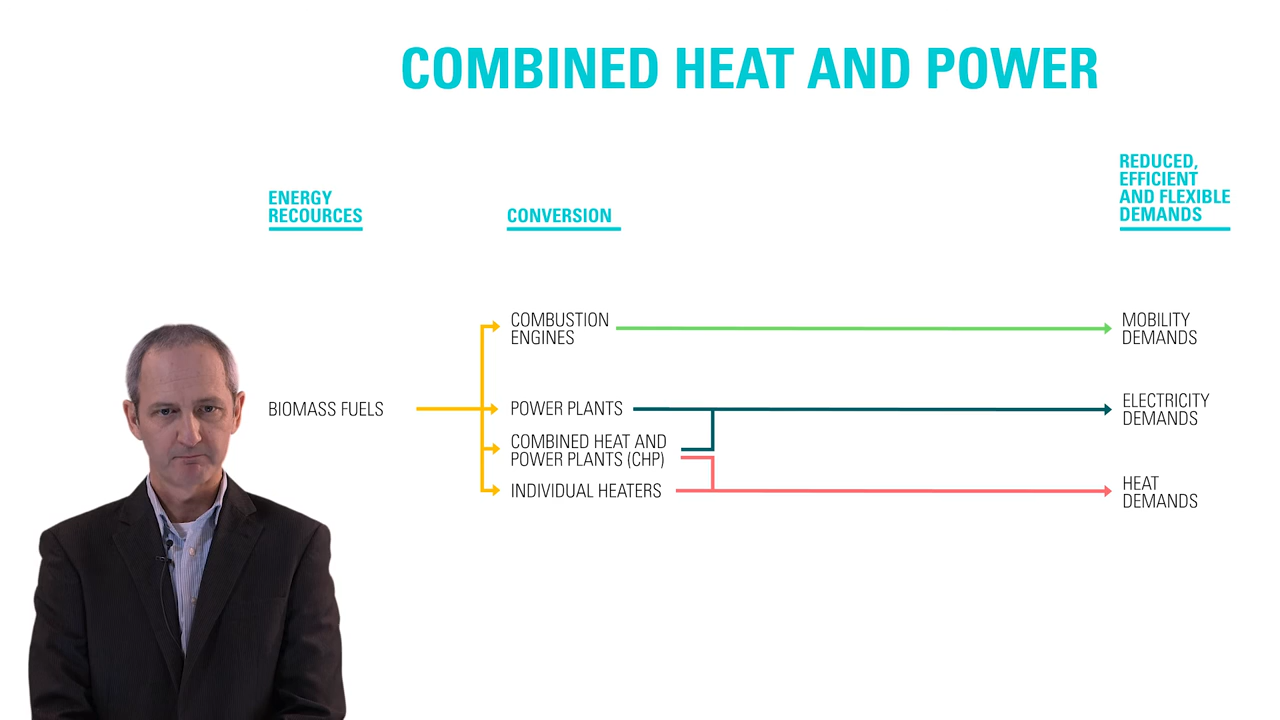 COMBINED HEAT AND POWER
ENERGY
RECOURCES
CONVERSION
REDUCED,
EFFICIENT
AND FLEXIBLE
DEMANDS
COMBUSTION
ENGINES
MOBILITY
DEMANDS
BIOMASS FUELS
POWER PLANTS
ELECTRICITY
DEMANDS
COMBINED HEAT AND
POWER PLANTS (CHP)
INDIVIDUAL HEATERS
HEAT
DEMANDS